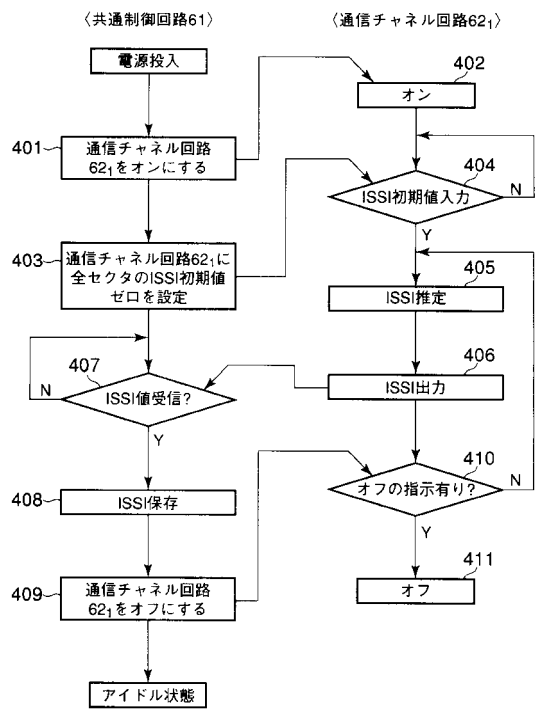 〈共通制御回路61〉
電源投入
401
通信チャネル回路
62₁をオンにする
403
通信チャネル回路62₁に
全セクタのISSI初期値
ゼロを設定
407
N
ISSI値受信?
Y
408
ISSI保存
409
通信チャネル回路
62₁をオフにする
アイドル状態
〈通信チャネル回路62₁〉
402
オン
404
ISSI初期値入力
N
Y
405
ISSI推定
406
ISSI出力
410
オフの指示有り?
N
Y
411
オフ